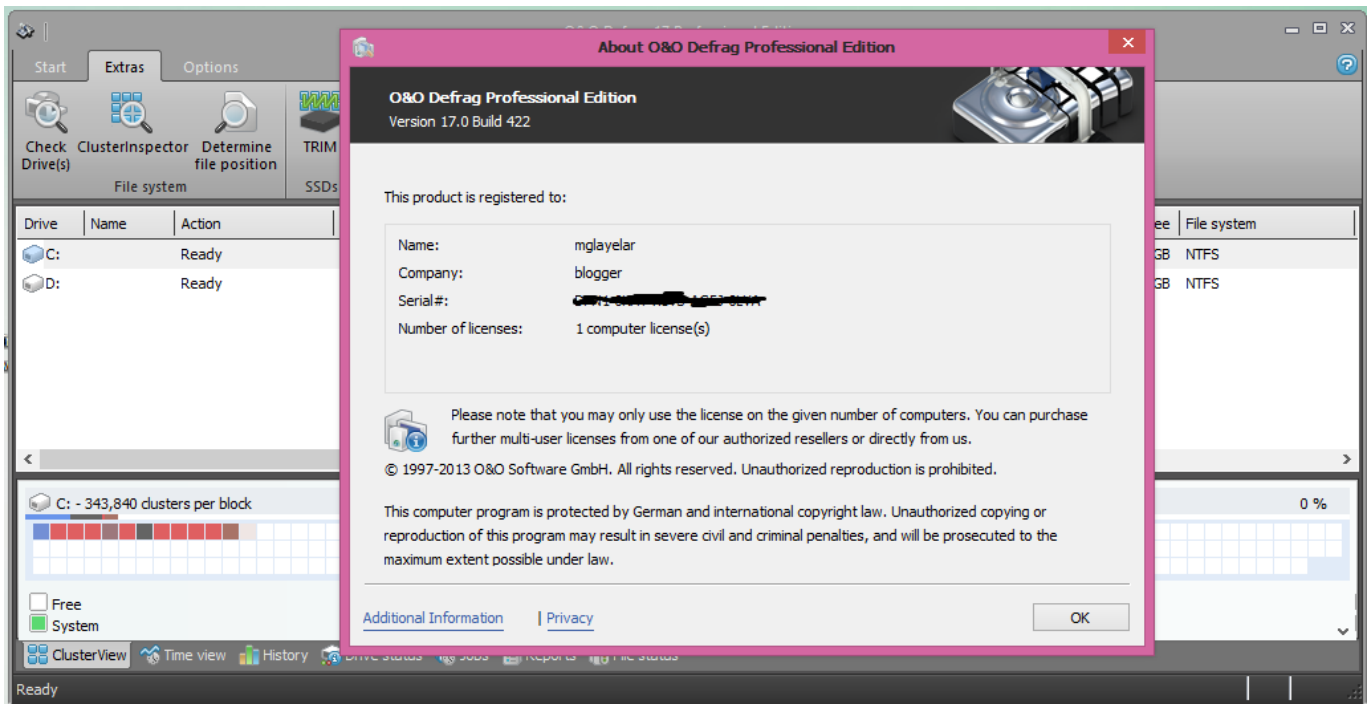 About O&O Defrag Professional Edition
Start Extras Options
O&O Defrag Professional Edition
Version 17.0 Build 422
Check Drive(s)
ClusterInspector
Determine file position
TRIM
File system
SSDs
This product is registered to:
Drive Name Action
ee File system
Name: mglayelar
C: Ready
GB NTFS
Company: blogger
D: Ready
GB NTFS
Serial#:
Number of licenses: 1 computer license(s)
Please note that you may only use the license on the given number of computers. You can purchase
further multi-user licenses from one of our authorized resellers or directly from us.
© 1997-2013 O&O Software GmbH. All rights reserved. Unauthorized reproduction is prohibited.
C: - 343,840 clusters per block
0 %
This computer program is protected by German and international copyright law. Unauthorized copying or
reproduction of this program may result in severe civil and criminal penalties, and will be prosecuted to the
maximum extent possible under law.
Free
System
Additional Information | Privacy
OK
ClusterView Time view History
Ready